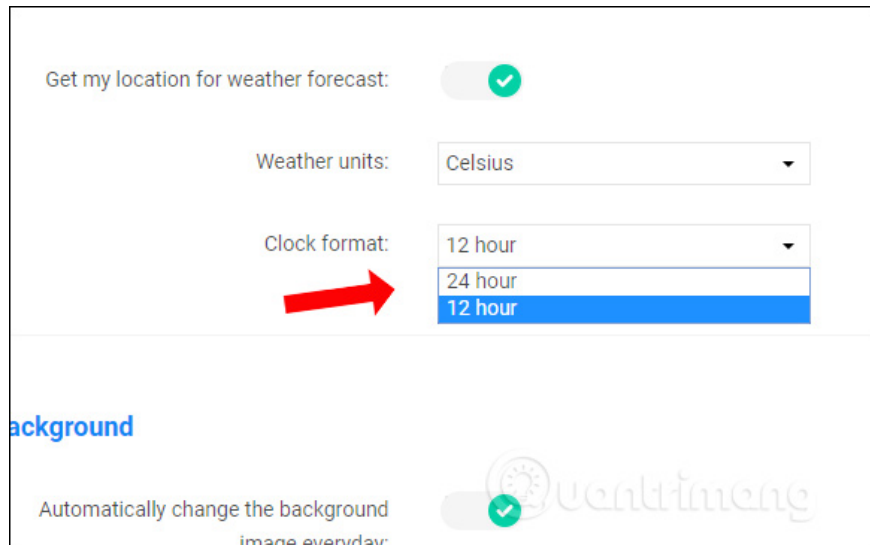 Get my location for weather forecast:
Weather units: Celsius
Clock format: 12 hour
24 hour
12 hour
ackground
Automatically change the background
image everyday:
Quantrimang